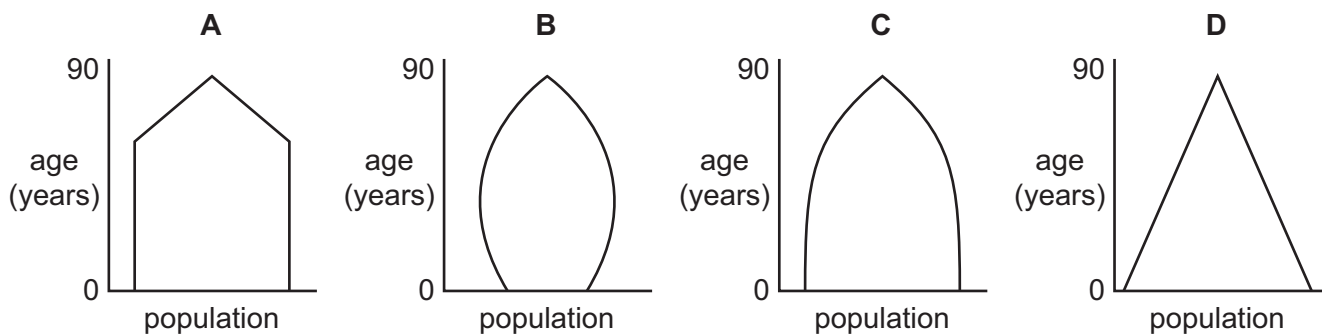 A
90
age
(years)
0
population
B
90
age
(years)
0
population
C
90
age
(years)
0
population
D
90
age
(years)
0
population